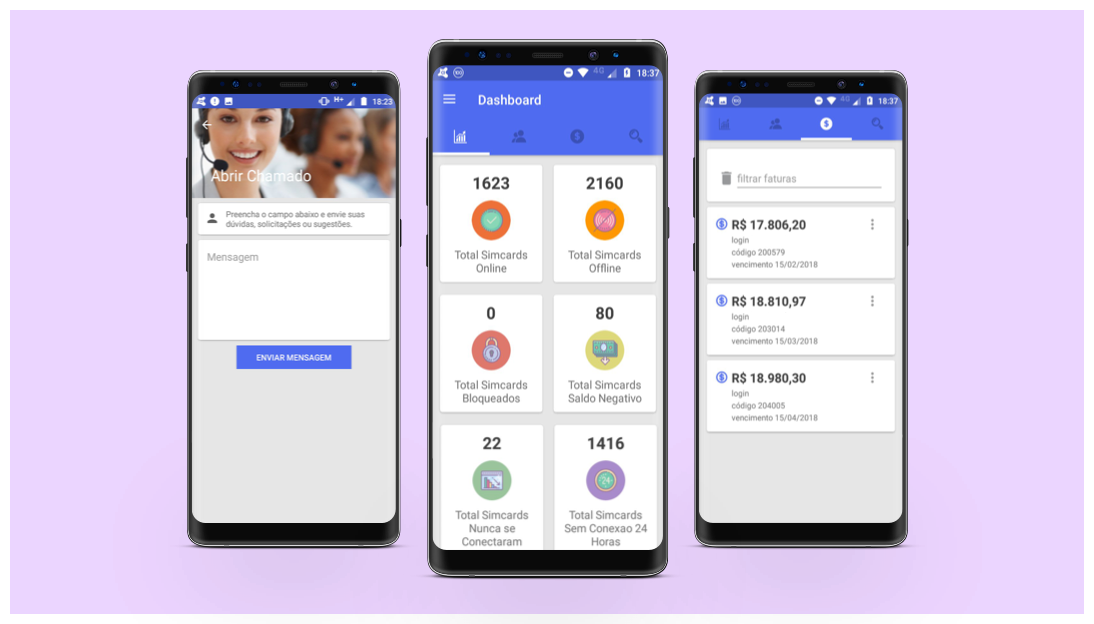 18:23
Abrir Chamado
Preencha o campo abaixo e envie suas
dúvidas, solicitações ou sugestões.
Mensagem
ENVIAR MENSAGEM
4G 18:37
Dashboard
1623
Total Simcards
Online
2160
Total Simcards
Offline
0
Total Simcards
Bloqueados
80
Total Simcards
Saldo Negativo
22
Total Simcards
Nunca se
Conectaram
1416
Total Simcards
Sem Conexao 24
Horas
4G 18:37
filtrar faturas
R$ 17.806,20
login
código 200579
vencimento 15/02/2018
R$ 18.810,97
login
código 203014
vencimento 15/03/2018
R$ 18.980,30
login
código 204005
vencimento 15/04/2018